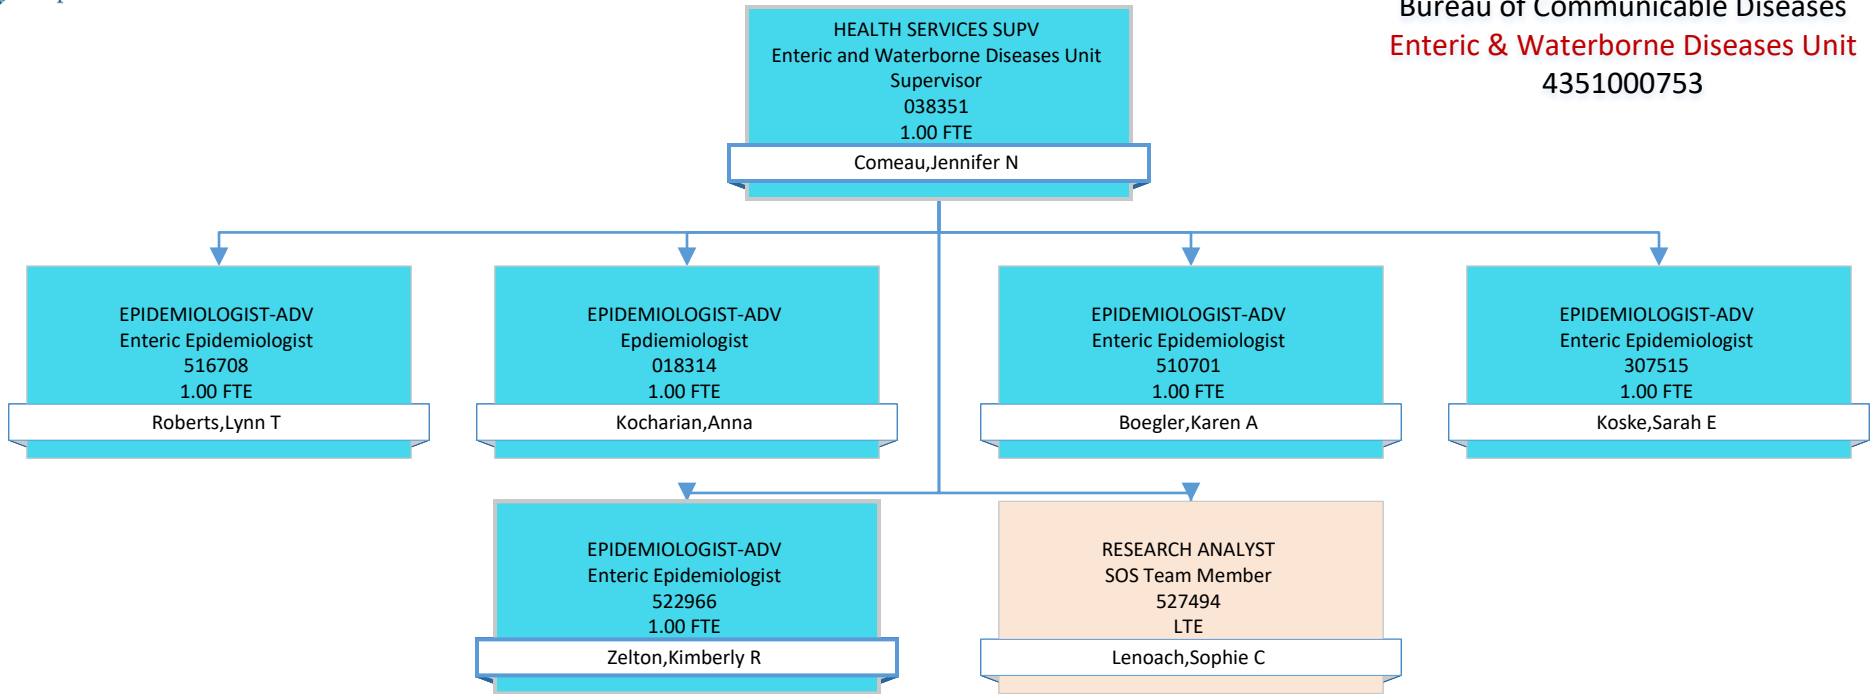 Bureau of Communicable Diseases
Enteric & Waterborne Diseases Unit
4351000753
HEALTH SERVICES SUPV
Enteric and Waterborne Diseases Unit
Supervisor
038351
1.00 FTE
Comeau,Jennifer N
EPIDEMIOLOGIST-ADV
Enteric Epidemiologist
516708
1.00 FTE
Roberts,Lynn T
EPIDEMIOLOGIST-ADV
Epdiemiologist
018314
1.00 FTE
Kocharian,Anna
EPIDEMIOLOGIST-ADV
Enteric Epidemiologist
510701
1.00 FTE
Boegler,Karen A
EPIDEMIOLOGIST-ADV
Enteric Epidemiologist
307515
1.00 FTE
Koske,Sarah E
EPIDEMIOLOGIST-ADV
Enteric Epidemiologist
522966
1.00 FTE
Zelton,Kimberly R
RESEARCH ANALYST
SOS Team Member
527494
LTE
Lenoach,Sophie C